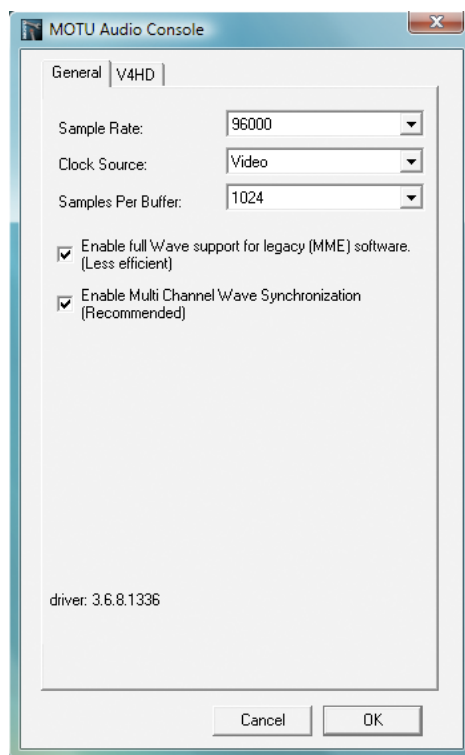 MOTU Audio Console
General V4HD
Sample Rate: 96000
Clock Source: Video
Samples Per Buffer: 1024
Enable full Wave support for legacy (MME) software.
(Less efficient)
Enable Multi Channel Wave Synchronization
(Recommended)
driver: 3.6.8.1336
Cancel OK